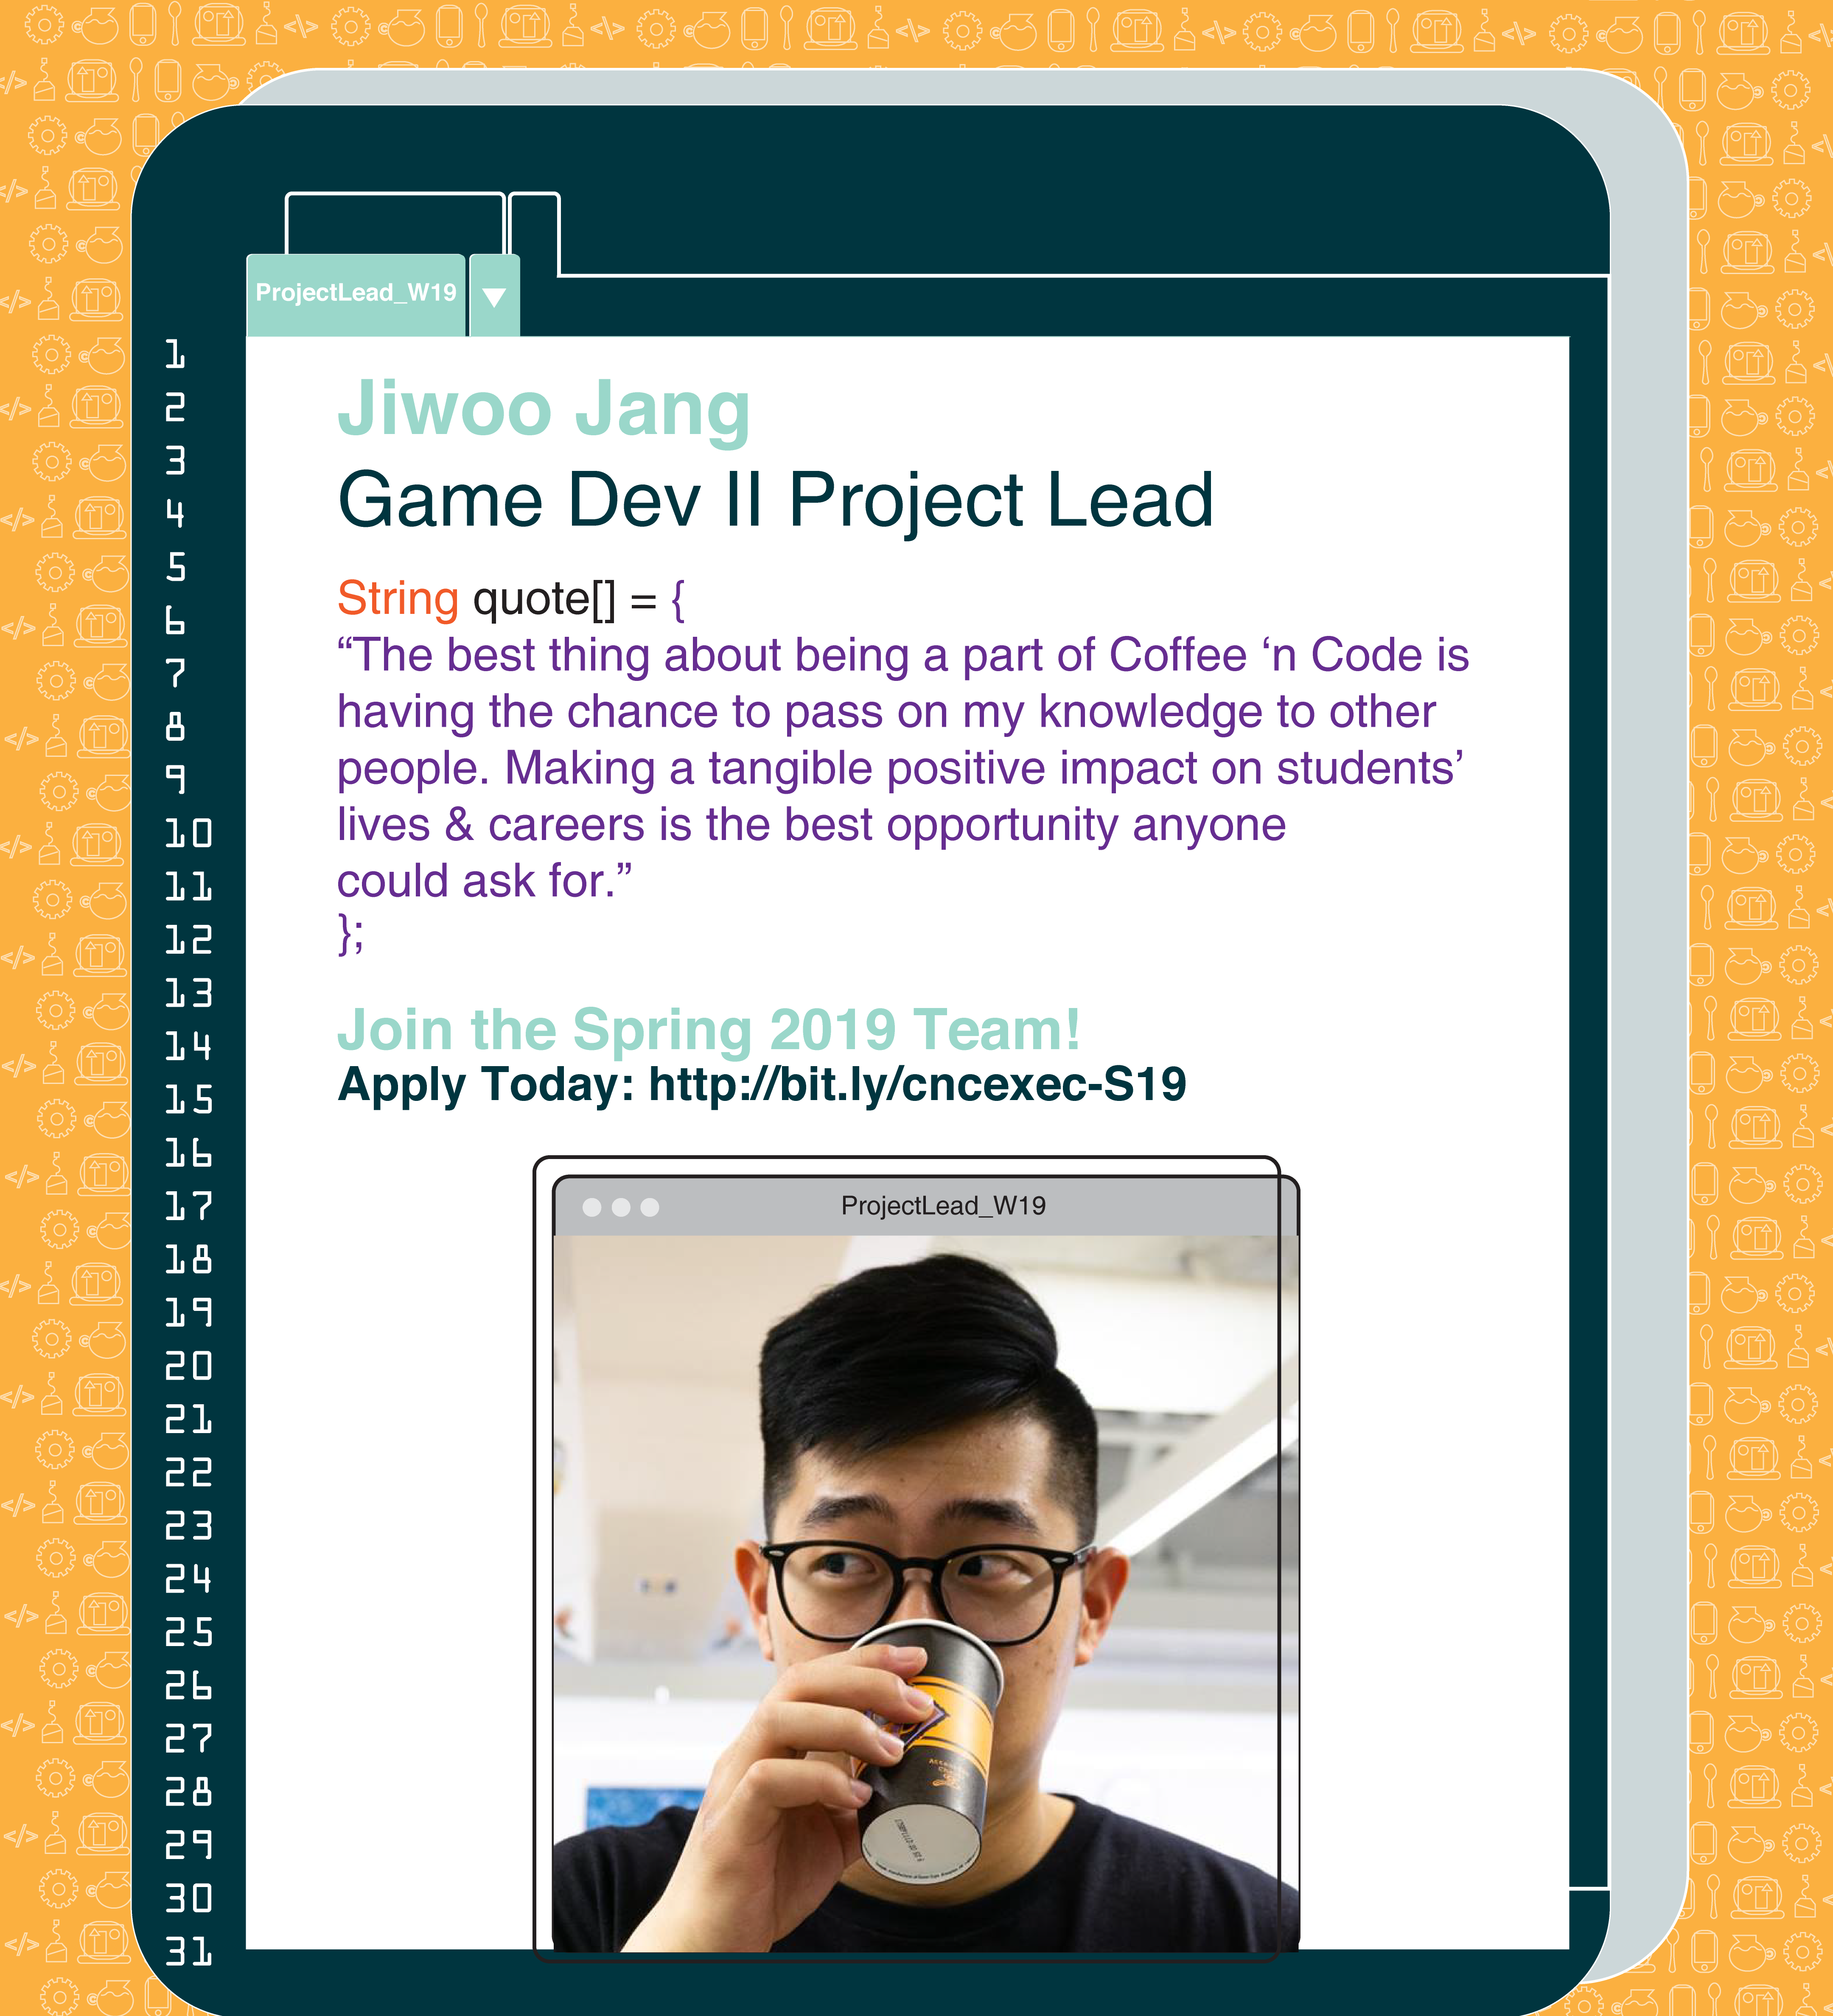 ProjectLead_W19
1
2
3
4
5
6
7
8
9
10
11
12
13
14
15
16
17
18
19
20
21
22
23
24
25
26
27
28
29
30
31
Jiwoo Jang
Game Dev II Project Lead
String quote[] = {
“The best thing about being a part of Coffee ‘n Code is
having the chance to pass on my knowledge to other
people. Making a tangible positive impact on students’
lives & careers is the best opportunity anyone
could ask for.”
};
Join the Spring 2019 Team!
Apply Today: http://bit.ly/cncexec-S19
ProjectLead_W19